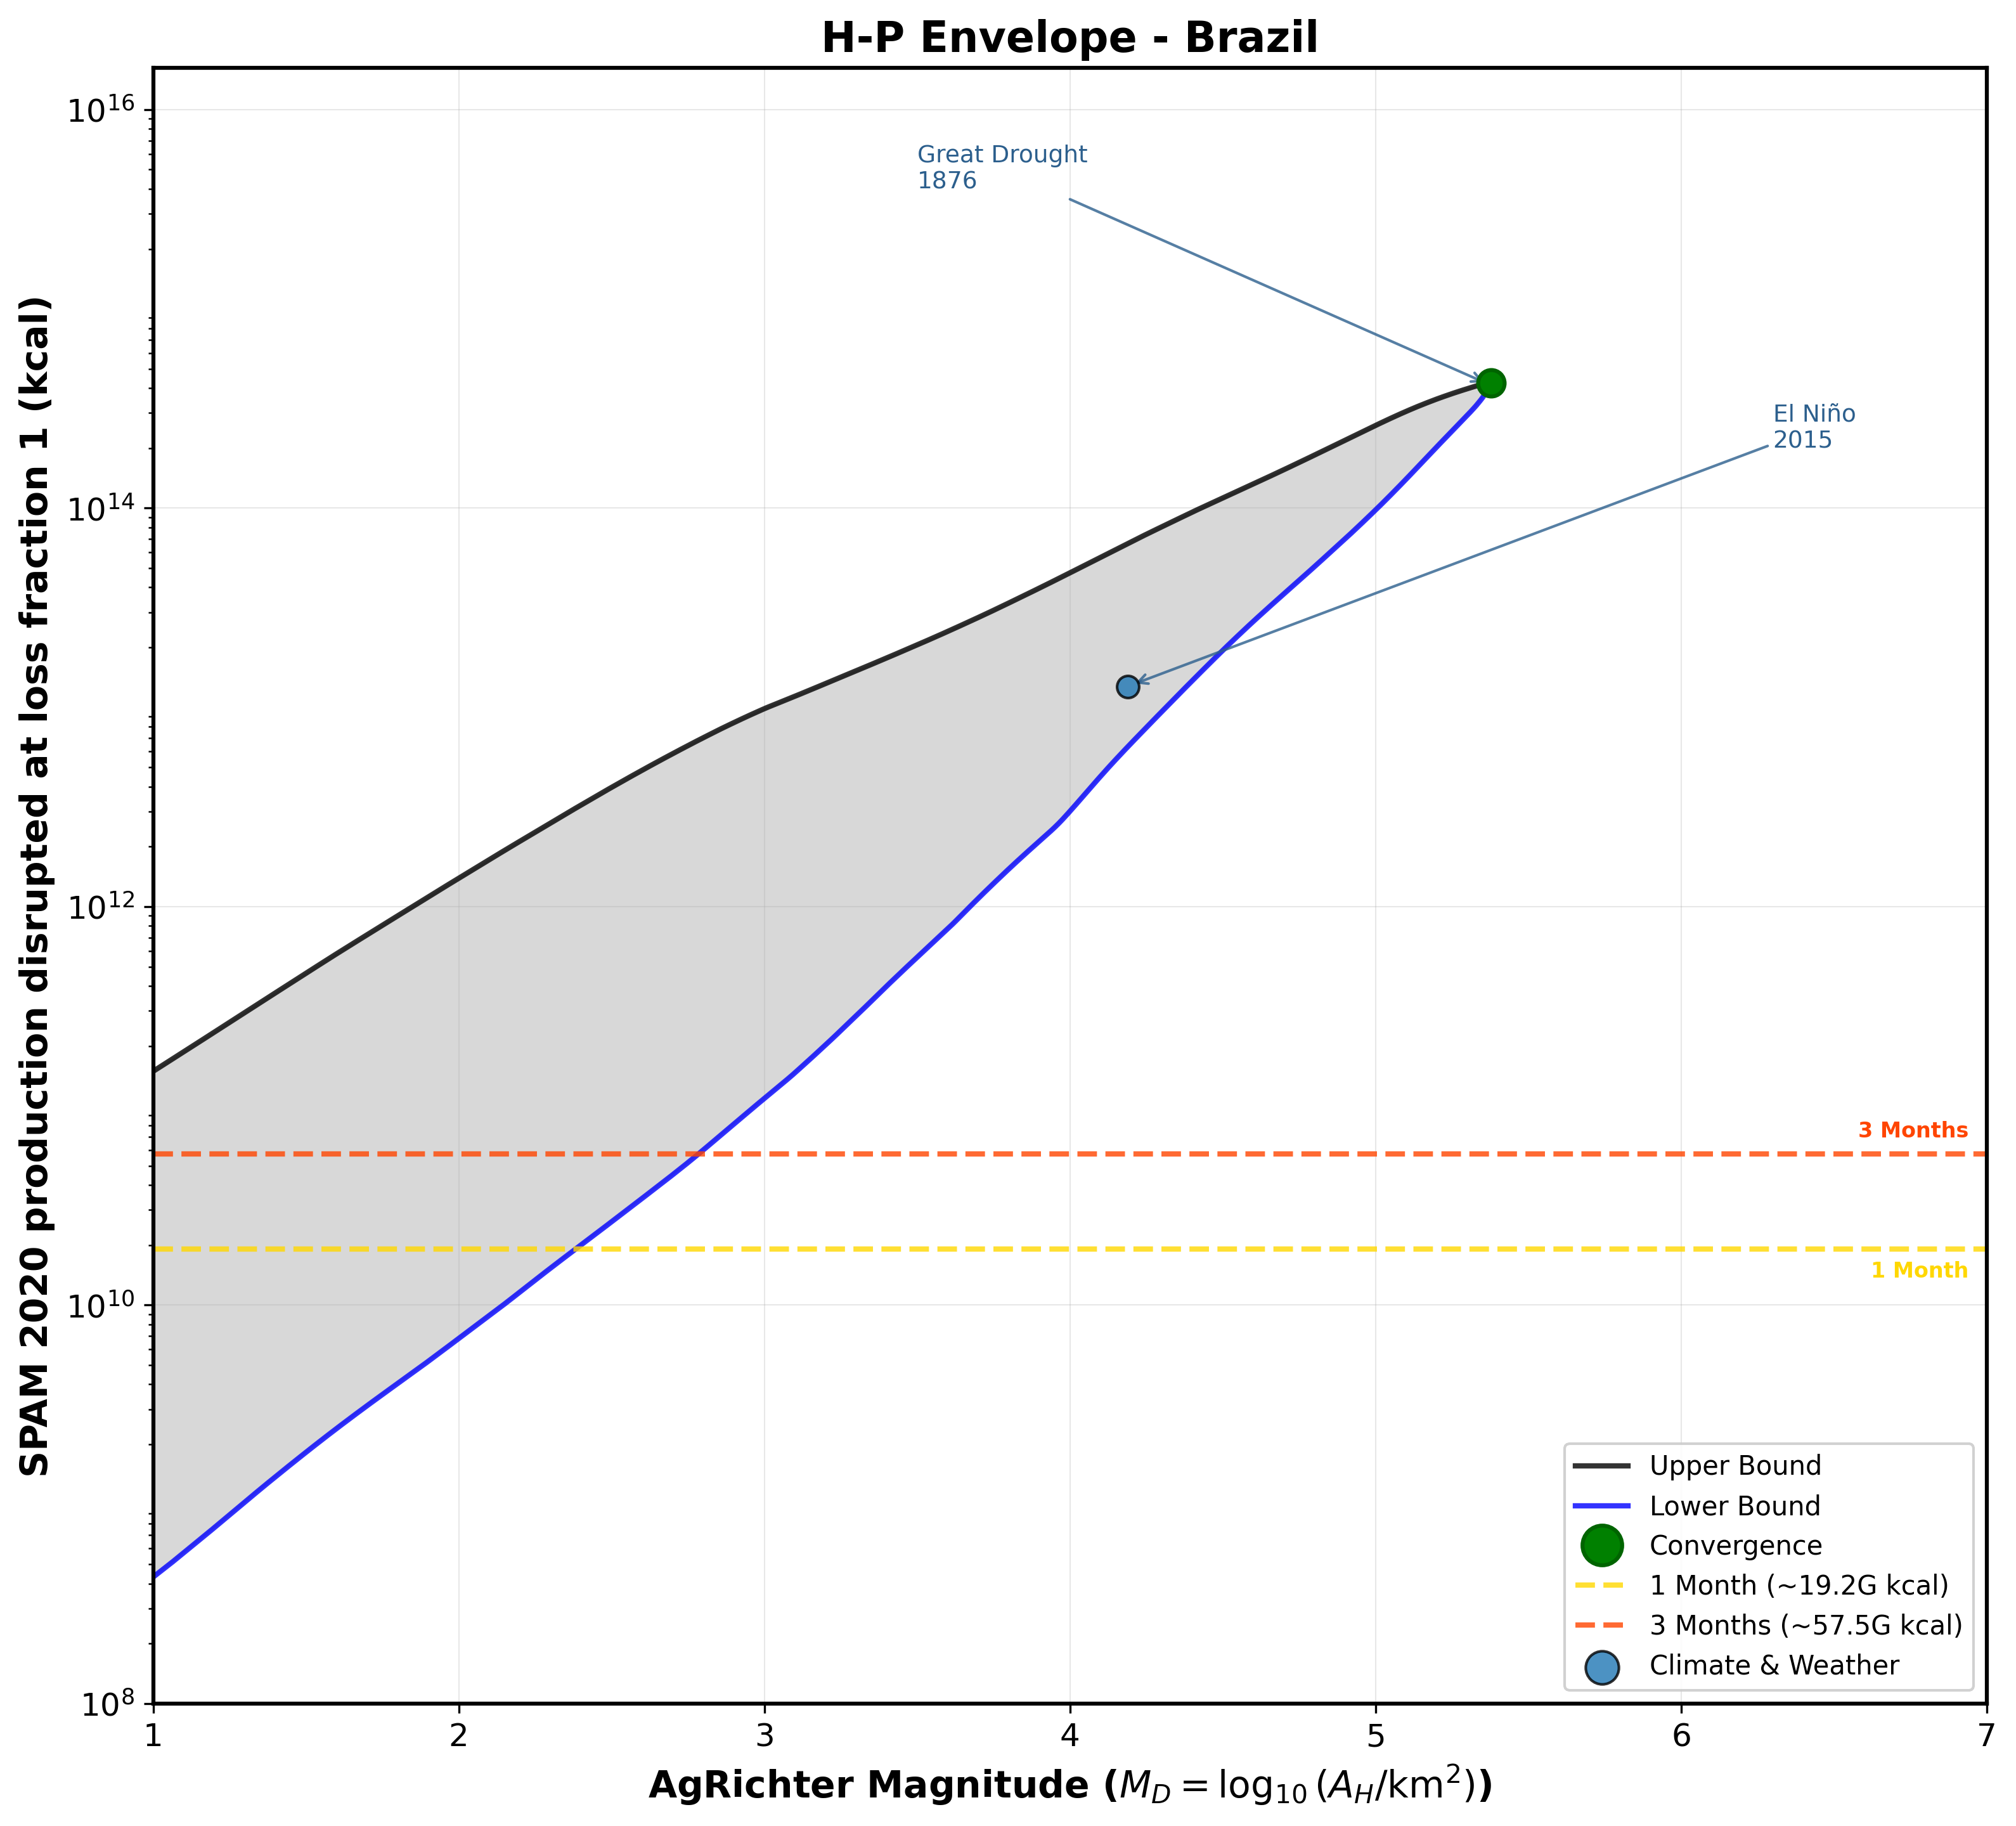 H-P Envelope - Brazil
SPAM 2020 production disrupted at loss fraction 1 (kcal)
10^16
10^14
10^12
10^10
10^8
Great Drought
1876
El Niño
2015
3 Months
1 Month
Upper Bound
Lower Bound
Convergence
1 Month (~19.2G kcal)
3 Months (~57.5G kcal)
Climate & Weather
1 2 3 4 5 6 7
AgRichter Magnitude (M_D = log_10 (A_H/km^2))